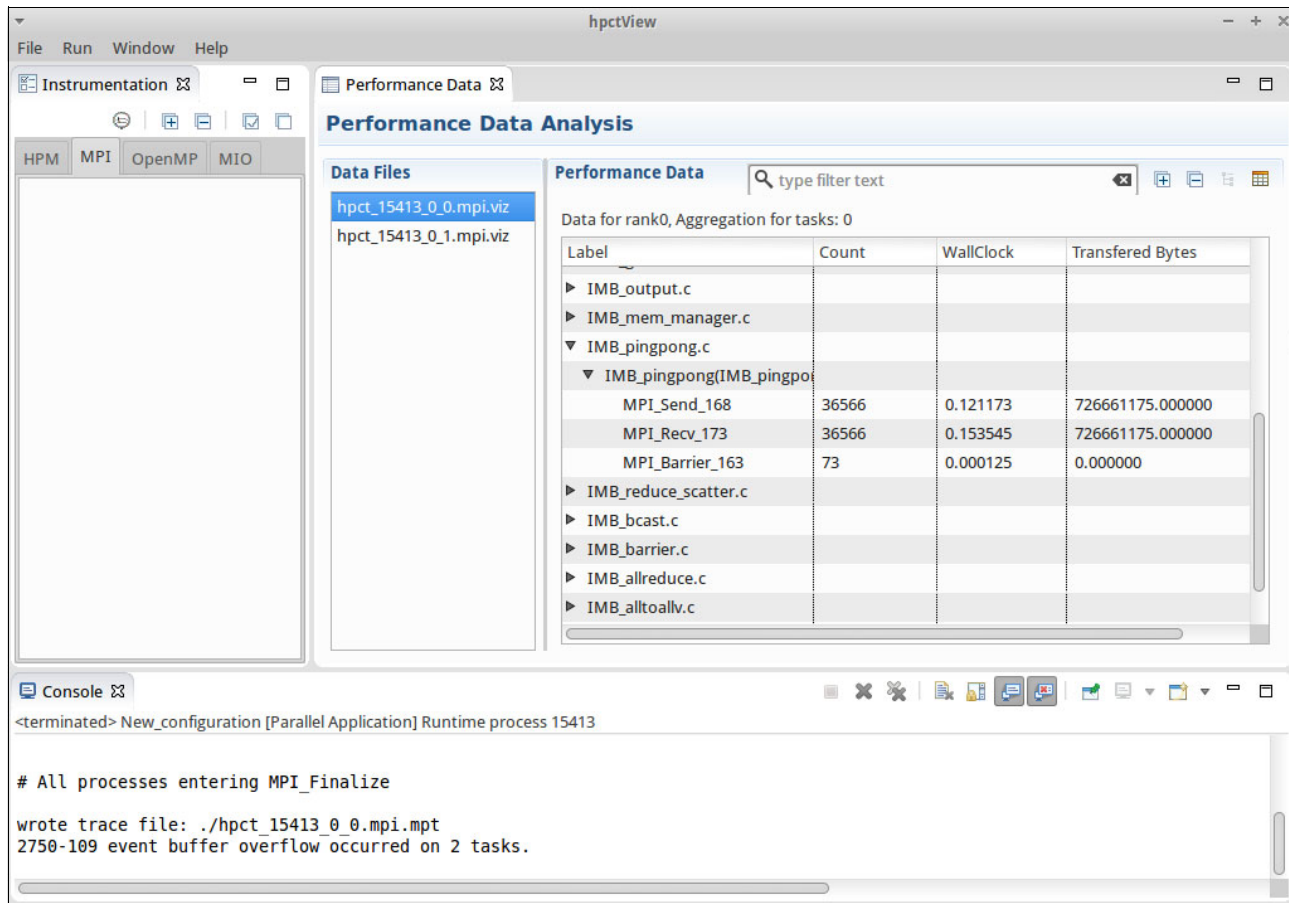 hpctView
File Run Window Help
Instrumentation
HPM MPI OpenMP MIO
Performance Data
Performance Data Analysis
Data Files
hpct_15413_0_0.mpi.viz
hpct_15413_0_1.mpi.viz
Performance Data
type filter text
Data for rank0, Aggregation for tasks: 0
Label Count WallClock Transfered Bytes
IMB_output.c
IMB_mem_manager.c
IMB_pingpong.c
IMB_pingpong(IMB_pingpo
MPI_Send_168 36566 0.121173 726661175.000000
MPI_Recv_173 36566 0.153545 726661175.000000
MPI_Barrier_163 73 0.000125 0.000000
IMB_reduce_scatter.c
IMB_bcast.c
IMB_barrier.c
IMB_allreduce.c
IMB_alltoallv.c
Console
<terminated> New_configuration [Parallel Application] Runtime process 15413
# All processes entering MPI_Finalize
wrote trace file: ./hpct_15413_0_0.mpi.mpt
2750-109 event buffer overflow occurred on 2 tasks.